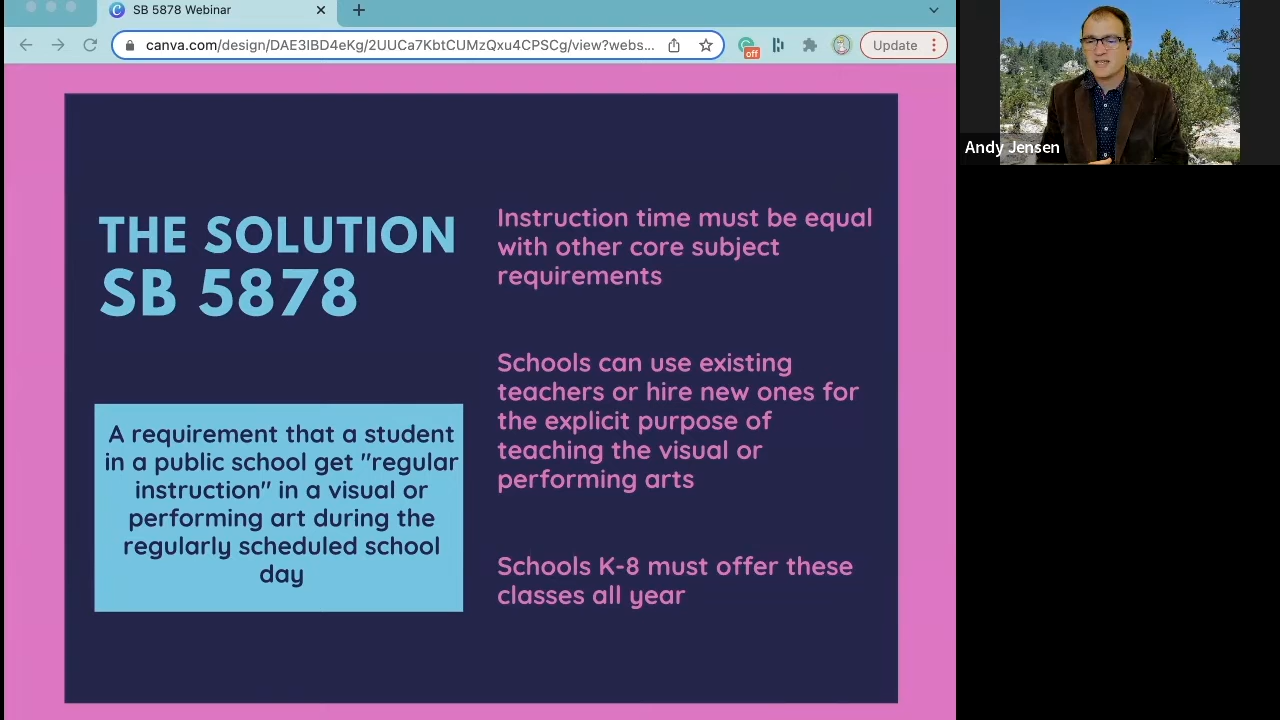 SB 5878 Webinar
canva.com/design/DAE3IBD4eKg/2UUCa7KbtCUMzQxu4CPSCg/view?webs...
off
Update
Andy Jensen
THE SOLUTION
SB 5878
A requirement that a student
in a public school get "regular
instruction" in a visual or
performing art during the
regularly scheduled school
day
Instruction time must be equal
with other core subject
requirements
Schools can use existing
teachers or hire new ones for
the explicit purpose of
teaching the visual or
performing arts
Schools K-8 must offer these
classes all year